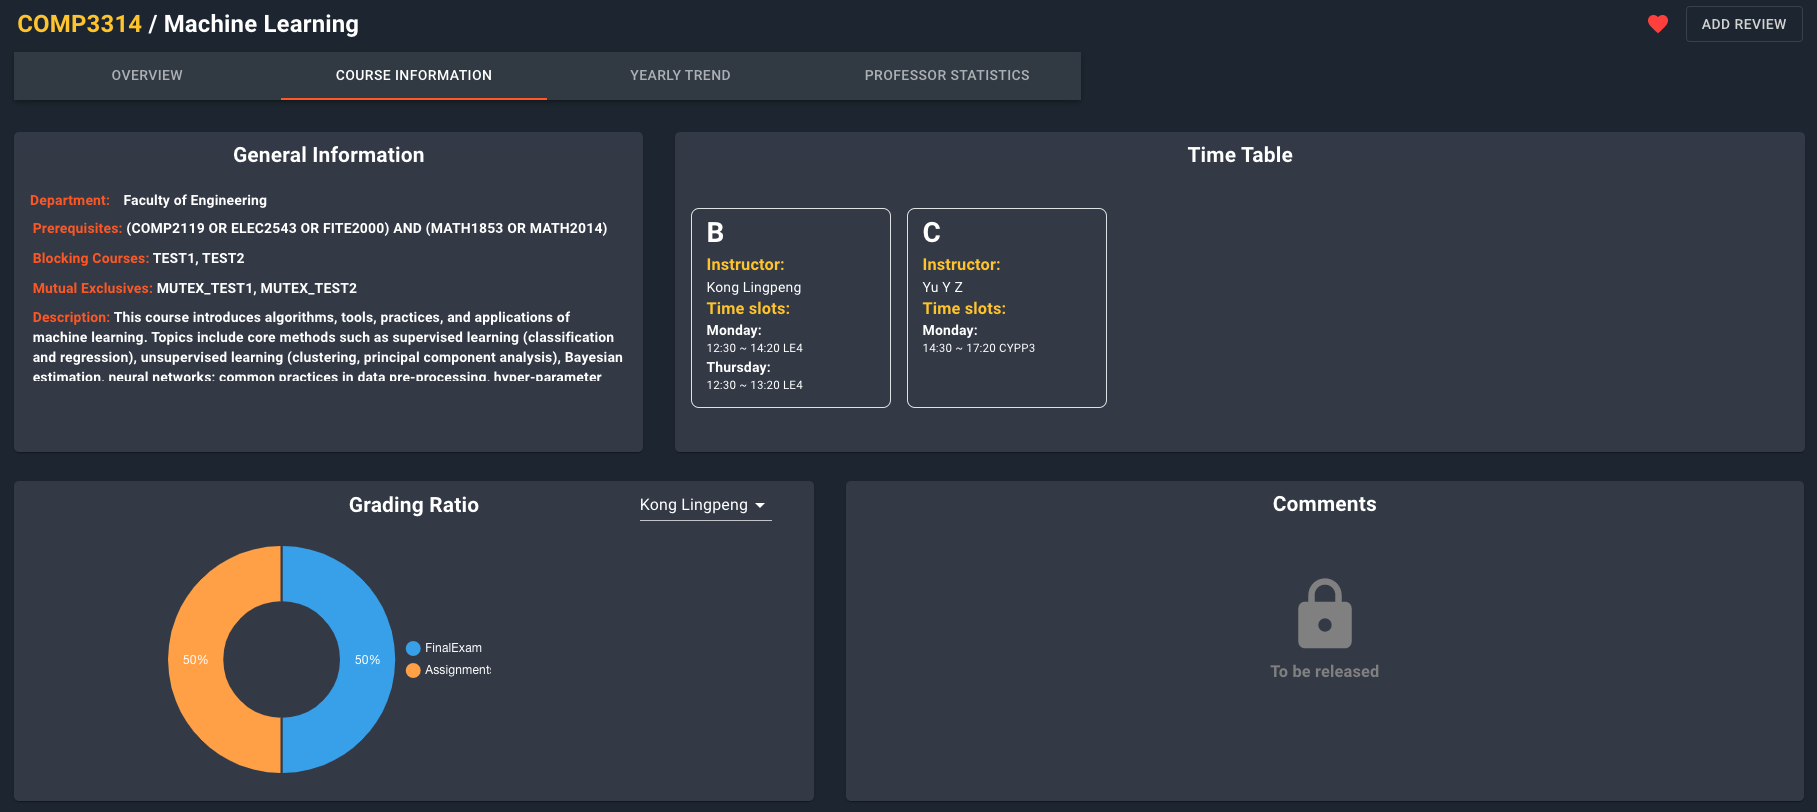 COMP3314 / Machine Learning
ADD REVIEW
OVERVIEW
COURSE INFORMATION
YEARLY TREND
PROFESSOR STATISTICS
General Information
Department: Faculty of Engineering
Prerequisites: (COMP2119 OR ELEC2543 OR FITE2000) AND (MATH1853 OR MATH2014)
Blocking Courses: TEST1, TEST2
Mutual Exclusives: MUTEX_TEST1, MUTEX_TEST2
Description: This course introduces algorithms, tools, practices, and applications of
machine learning. Topics include core methods such as supervised learning (classification
and regression), unsupervised learning (clustering, principal component analysis), Bayesian
estimation, neural networks; common practices in data pre-processing, hyper-parameter
Time Table
B
Instructor:
Kong Lingpeng
Time slots:
Monday:
12:30 ~ 14:20 LE4
Thursday:
12:30 ~ 13:20 LE4
C
Instructor:
Yu Y Z
Time slots:
Monday:
14:30 ~ 17:20 CYPP3
Grading Ratio
Kong Lingpeng
50%
50%
FinalExam
Assignments
Comments
To be released